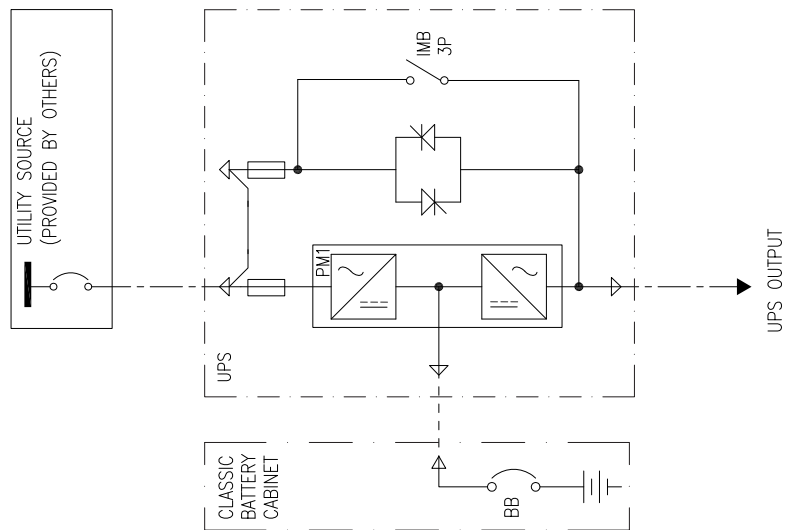 UTILITY SOURCE
(PROVIDED BY OTHERS)
IMB
3P
PM1
UPS
UPS OUTPUT
CLASSIC
BATTERY
CABINET
BB